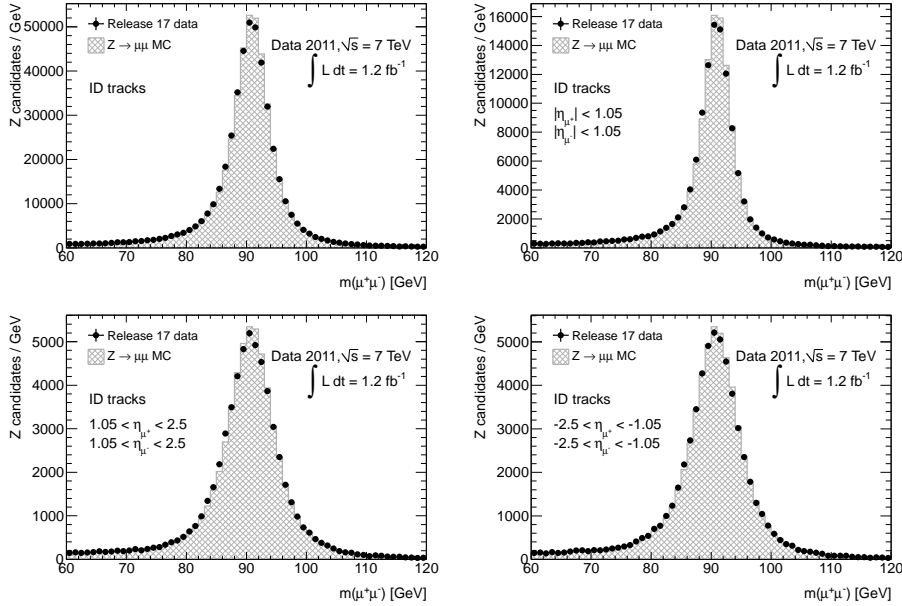 Z candidates / GeV
50000
40000
30000
20000
10000
0
Release 17 data
Z → μμ MC
Data 2011, √s = 7 TeV
∫ L dt = 1.2 fb⁻¹
ID tracks
60 70 80 90 100 110 120
m(μ⁺μ⁻) [GeV]
Z candidates / GeV
16000
14000
12000
10000
8000
6000
4000
2000
0
Release 17 data
Z → μμ MC
Data 2011, √s = 7 TeV
∫ L dt = 1.2 fb⁻¹
ID tracks
|η_μ⁺| < 1.05
|η_μ⁻| < 1.05
60 70 80 90 100 110 120
m(μ⁺μ⁻) [GeV]
Z candidates / GeV
5000
4000
3000
2000
1000
0
Release 17 data
Z → μμ MC
Data 2011, √s = 7 TeV
∫ L dt = 1.2 fb⁻¹
ID tracks
1.05 < η_μ⁺ < 2.5
1.05 < η_μ⁻ < 2.5
60 70 80 90 100 110 120
m(μ⁺μ⁻) [GeV]
Z candidates / GeV
5000
4000
3000
2000
1000
0
Release 17 data
Z → μμ MC
Data 2011, √s = 7 TeV
∫ L dt = 1.2 fb⁻¹
ID tracks
-2.5 < η_μ⁺ < -1.05
-2.5 < η_μ⁻ < -1.05
60 70 80 90 100 110 120
m(μ⁺μ⁻) [GeV]